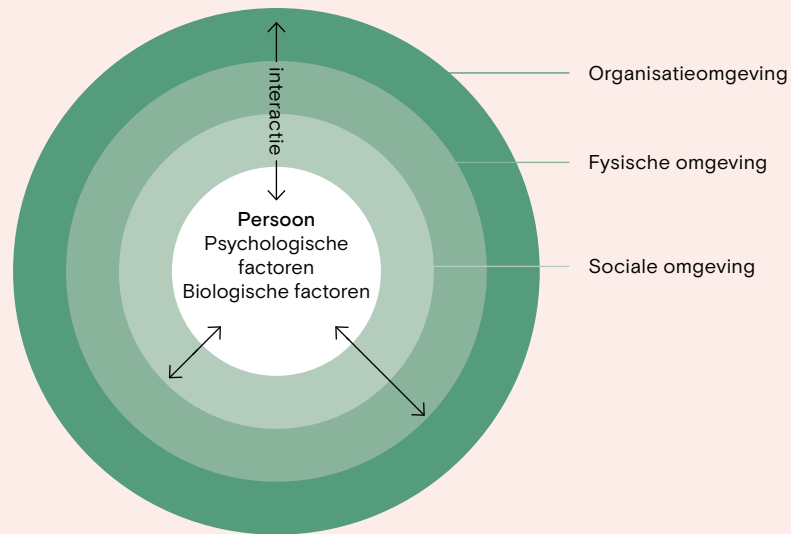 interactie
Organisatieomgeving
Fysische omgeving
Persoon
Psychologische
factoren
Biologische factoren
Sociale omgeving